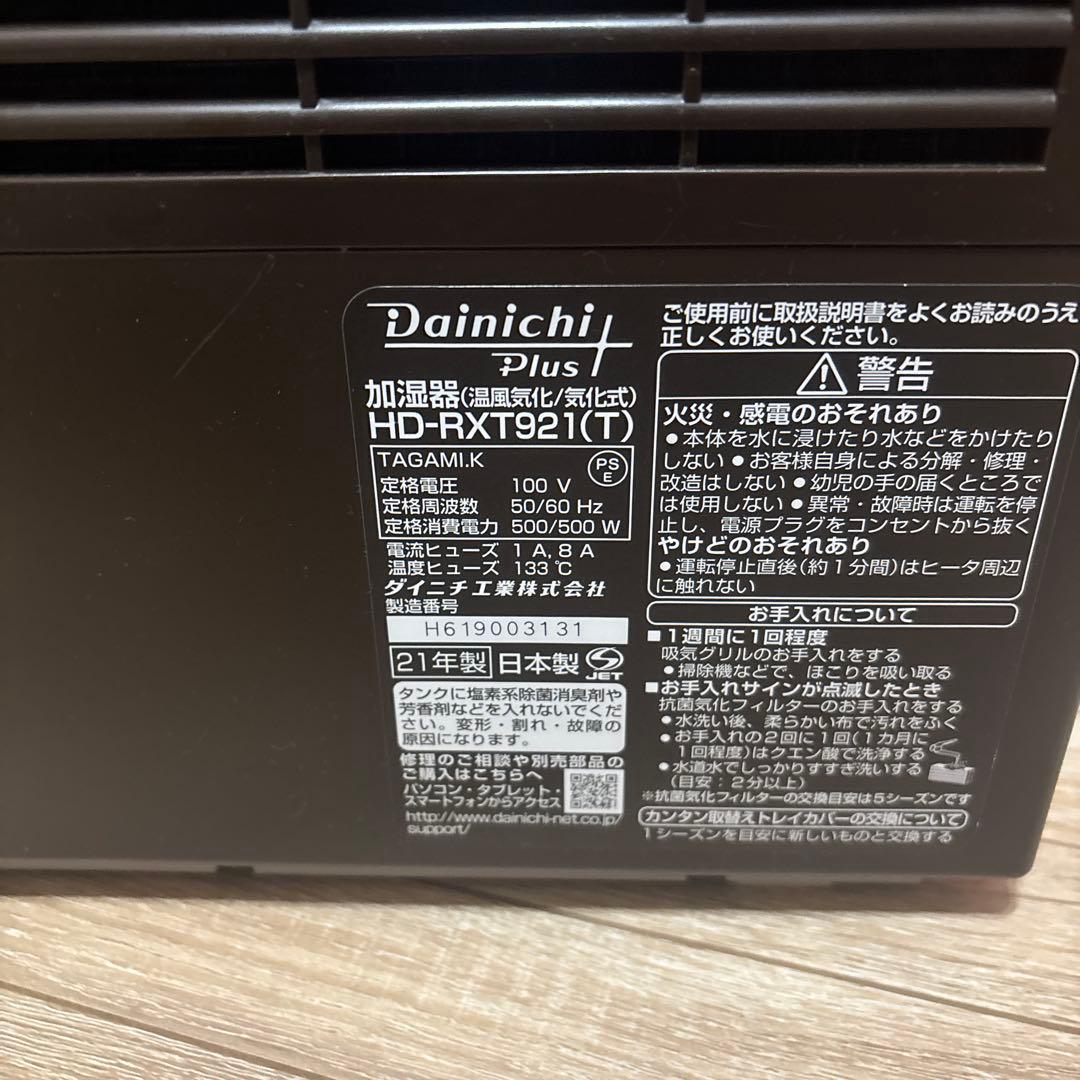 Dainichi
Plus
加湿器(温風気化/気化式)
HD-RXT921(T)
TAGAMI.K
PS
E
定格電圧 100 V
定格周波数 50/60 Hz
定格消費電力 500/500 W
電流ヒューズ 1 A, 8 A
温度ヒューズ 133 ℃
ダイニチ工業株式会社
製造番号
H619003131
21年製 日本製 JET
タンクに塩素系除菌消臭剤や
芳香剤などを入れないでくだ
さい。変形・割れ・故障の
原因になります。
修理のご相談や別売部品の
ご購入はこちらへ
パソコン・タブレット・
スマートフォンからアクセス
http://www.dainichi-net.co.jp/
support/
ご使用前に取扱説明書をよくお読みのうえ
正しくお使いください。
警告
火災・感電のおそれあり
●本体を水に浸けたり水などをかけたり
しない●お客様自身による分解・修理・
改造はしない●幼児の手の届くところで
は使用しない●異常・故障時は運転を停
止し、電源プラグをコンセントから抜く
やけどのおそれあり
●運転停止直後(約1分間)はヒータ周辺
に触れない
お手入れについて
■1週間に1回程度
吸気グリルのお手入れをする
●掃除機などで、ほこりを吸い取る
■お手入れサインが点滅したとき
抗菌気化フィルターのお手入れをする
●水洗い後、柔らかい布で汚れをふく
●お手入れの2回に1回(1カ月に
1回程度)はクエン酸で洗浄する
●水道水でしっかりすすぎ洗いする
(目安:2分以上)
※抗菌気化フィルターの交換目安は5シーズンです
カンタン取替えトレイカバーの交換について
1シーズンを目安に新しいものと交換する